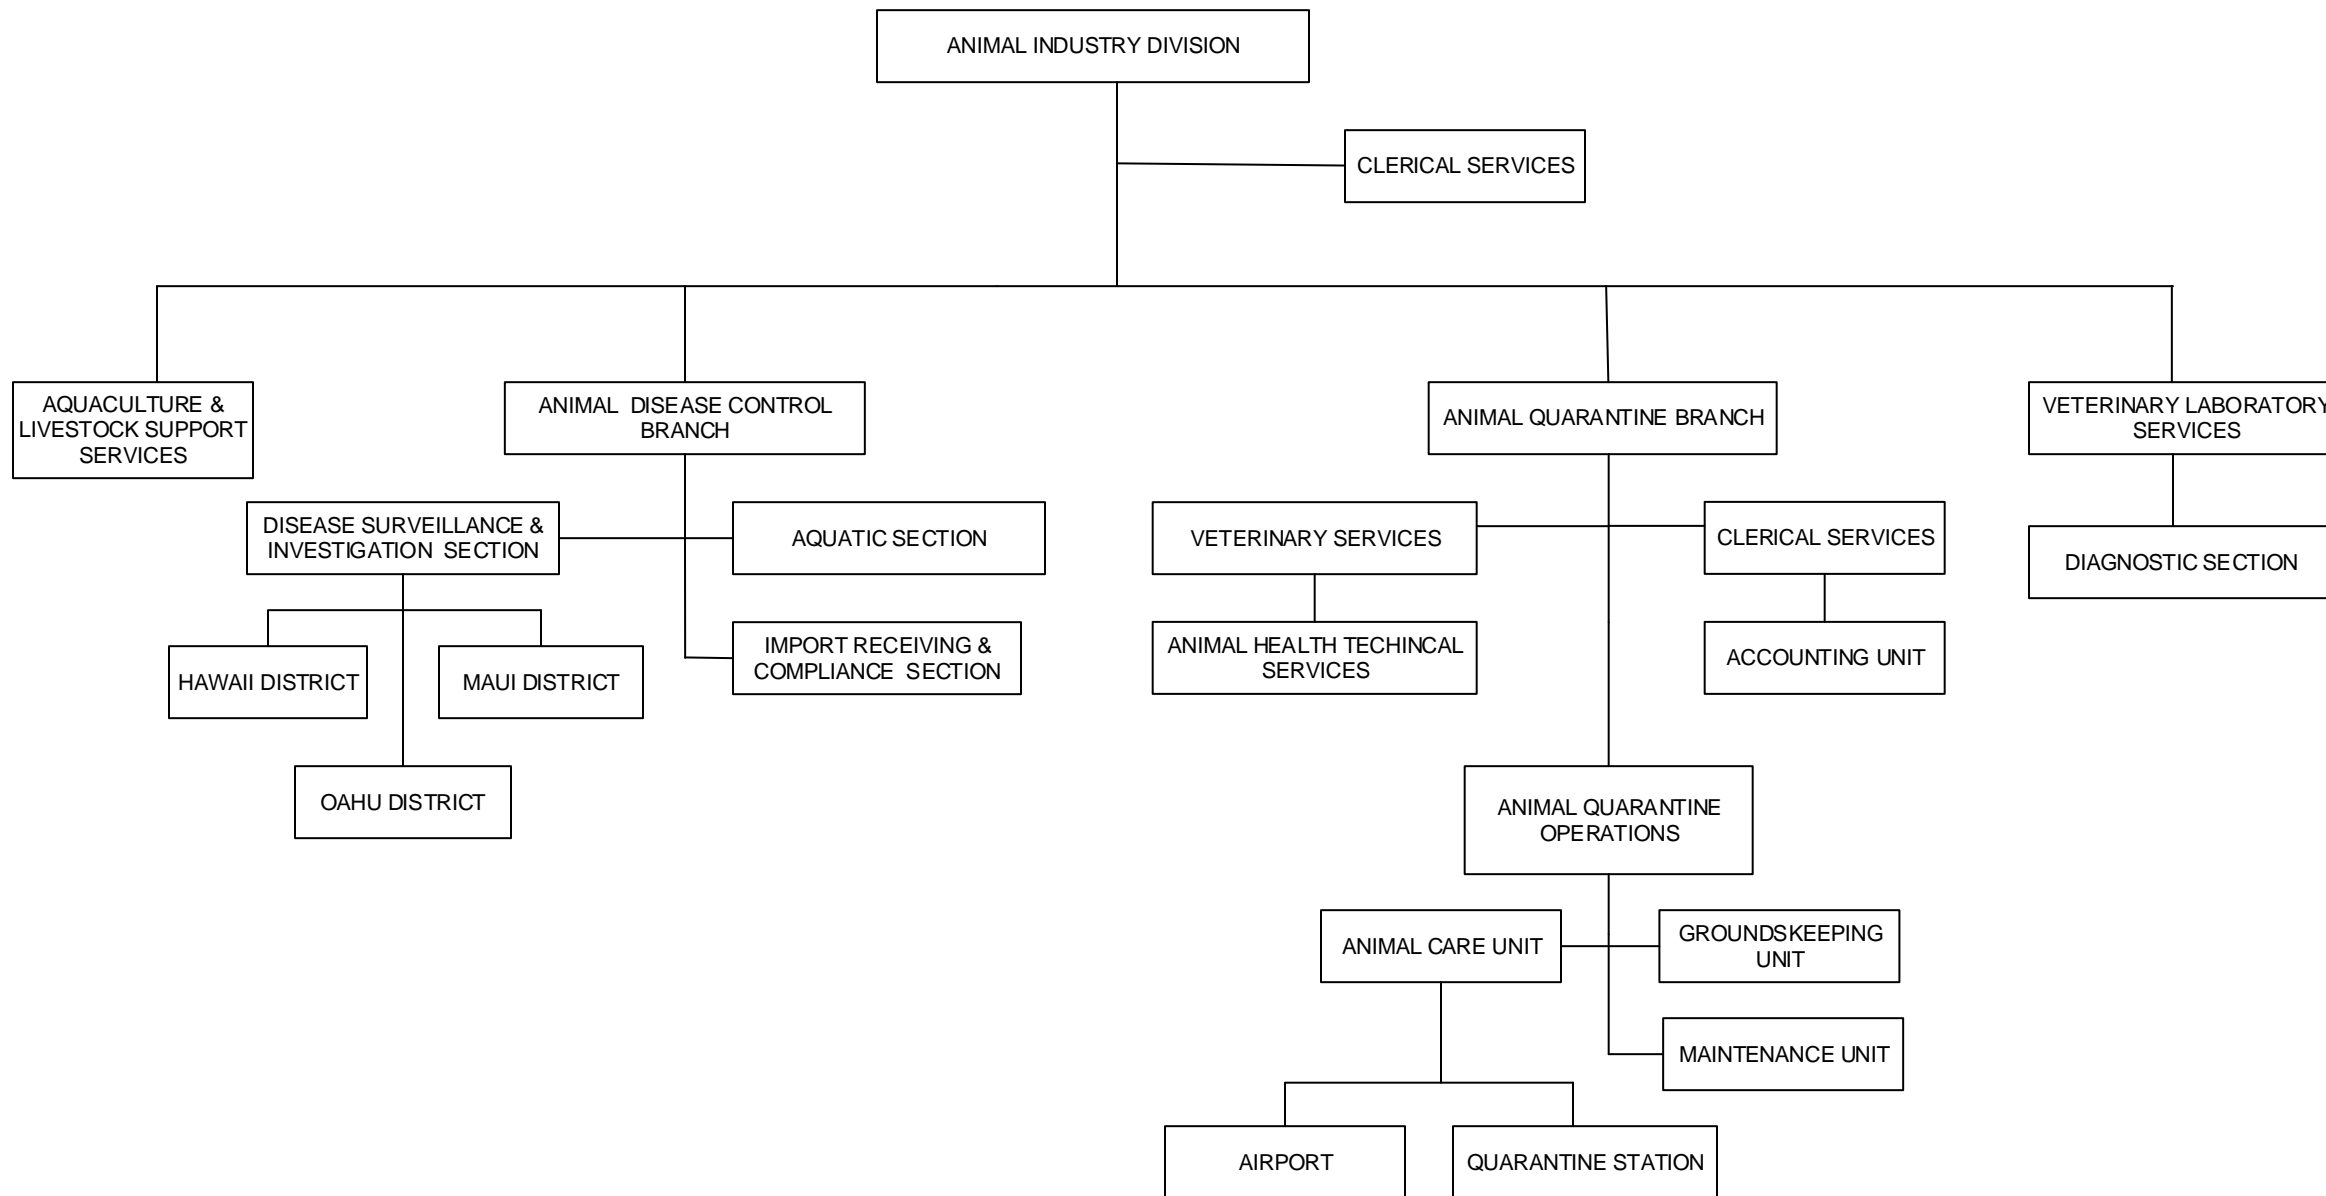 ANIMAL INDUSTRY DIVISION
CLERICAL SERVICES
AQUACULTURE &
LIVESTOCK SUPPORT
SERVICES
ANIMAL DISEASE CONTROL
BRANCH
ANIMAL QUARANTINE BRANCH
VETERINARY LABORATORY
SERVICES
DISEASE SURVEILLANCE &
INVESTIGATION SECTION
AQUATIC SECTION
VETERINARY SERVICES
CLERICAL SERVICES
DIAGNOSTIC SECTION
HAWAII DISTRICT
MAUI DISTRICT
IMPORT RECEIVING &
COMPLIANCE SECTION
ANIMAL HEALTH TECHINCAL
SERVICES
ACCOUNTING UNIT
OAHU DISTRICT
ANIMAL QUARANTINE
OPERATIONS
ANIMAL CARE UNIT
GROUNDSKEEPING
UNIT
MAINTENANCE UNIT
AIRPORT
QUARANTINE STATION